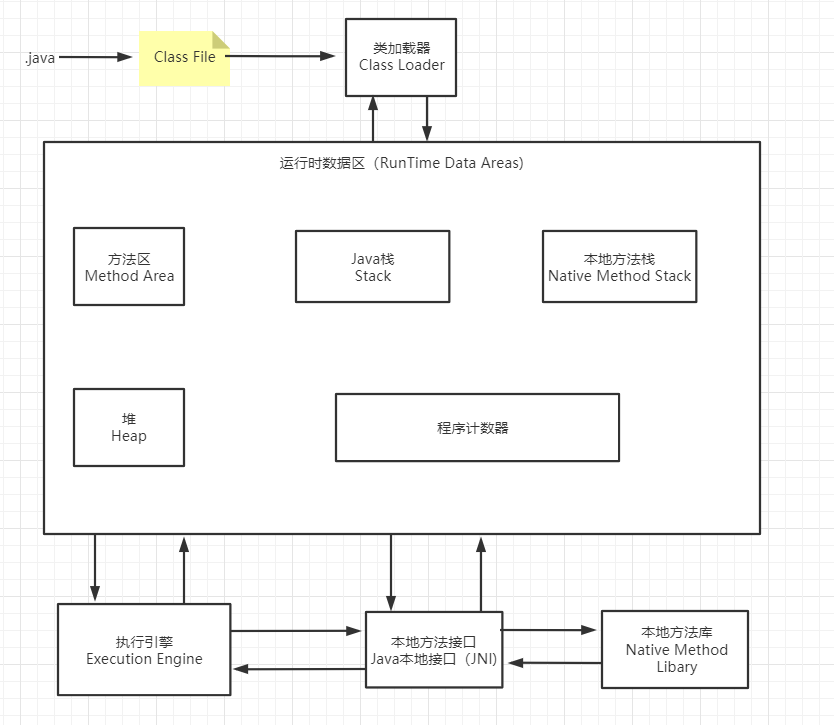 .java
Class File
类加载器
Class Loader
运行时数据区（RunTime Data Areas)
方法区
Method Area
Java栈
Stack
本地方法栈
Native Method Stack
堆
Heap
程序计数器
执行引擎
Execution Engine
本地方法接口
Java本地接口（JNI)
本地方法库
Native Method
Libary